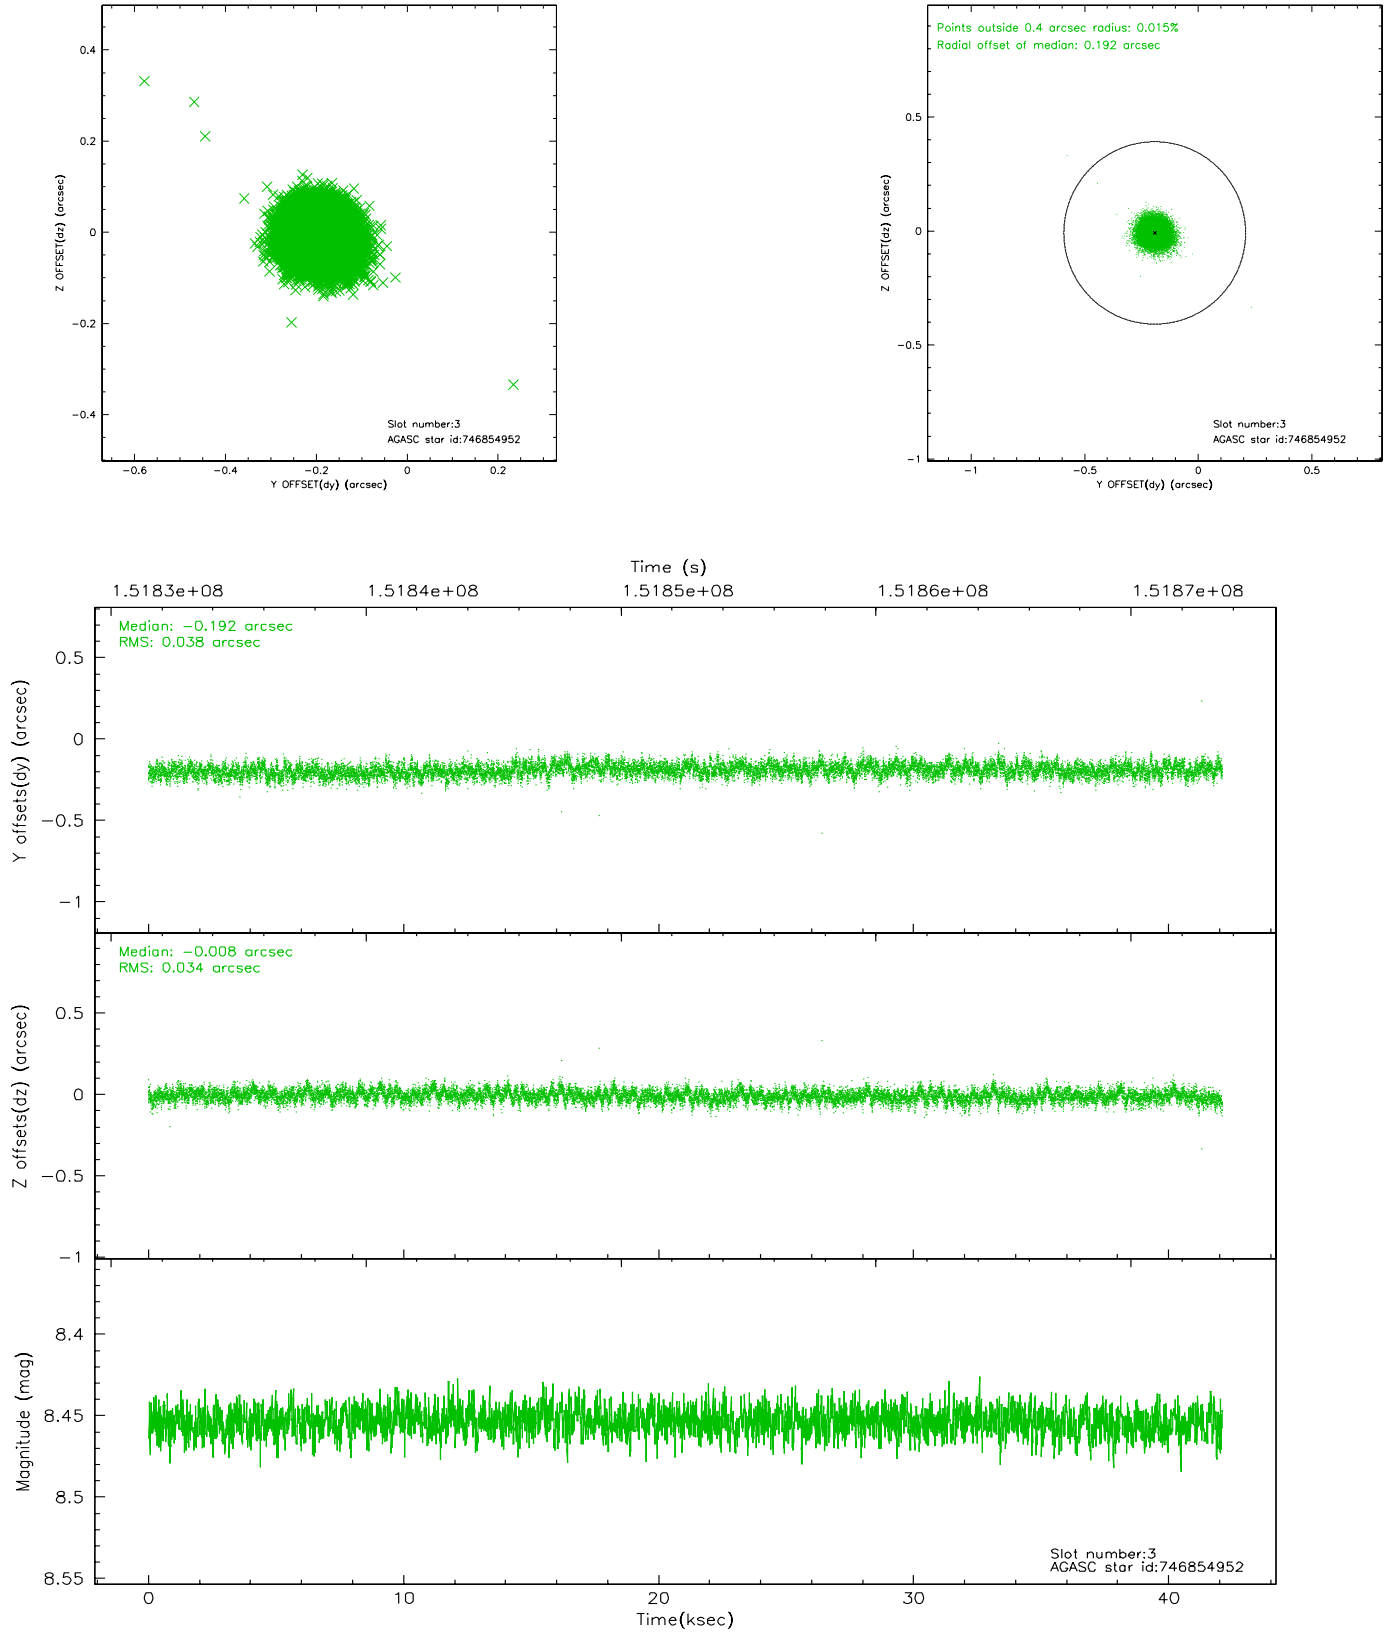 0.4
0.2
0
-0.2
-0.4
Z OFFSET(dz) (arcsec)
Slot number:3
AGASC star id:746854952
-0.6 -0.4 -0.2 0 0.2
Y OFFSET(dy) (arcsec)
Points outside 0.4 arcsec radius: 0.015%
Radial offset of median: 0.192 arcsec
0.5
0
-0.5
-1
Z OFFSET(dz) (arcsec)
Slot number:3
AGASC star id:746854952
-1 -0.5 0 0.5
Y OFFSET(dy) (arcsec)
Time (s)
1.5183e+08 1.5184e+08 1.5185e+08 1.5186e+08 1.5187e+08
Median: -0.192 arcsec
RMS: 0.038 arcsec
0.5
0
-0.5
-1
Y offsets(dy) (arcsec)
Median: -0.008 arcsec
RMS: 0.034 arcsec
0.5
0
-0.5
-1
Z offsets(dz) (arcsec)
8.4
8.45
8.5
8.55
Magnitude (mag)
Slot number:3
AGASC star id:746854952
0 10 20 30 40
Time(ksec)